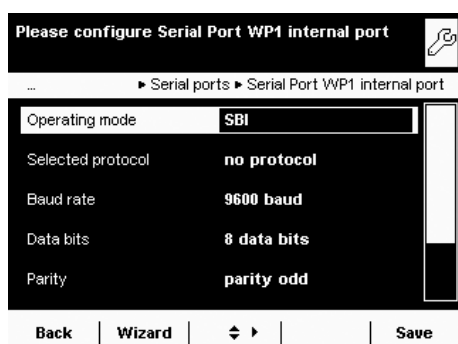 Please configure Serial Port WP1 internal port
... ▸ Serial ports ▸ Serial Port WP1 internal port
Operating mode SBI
Selected protocol no protocol
Baud rate 9600 baud
Data bits 8 data bits
Parity parity odd
Back Wizard Save